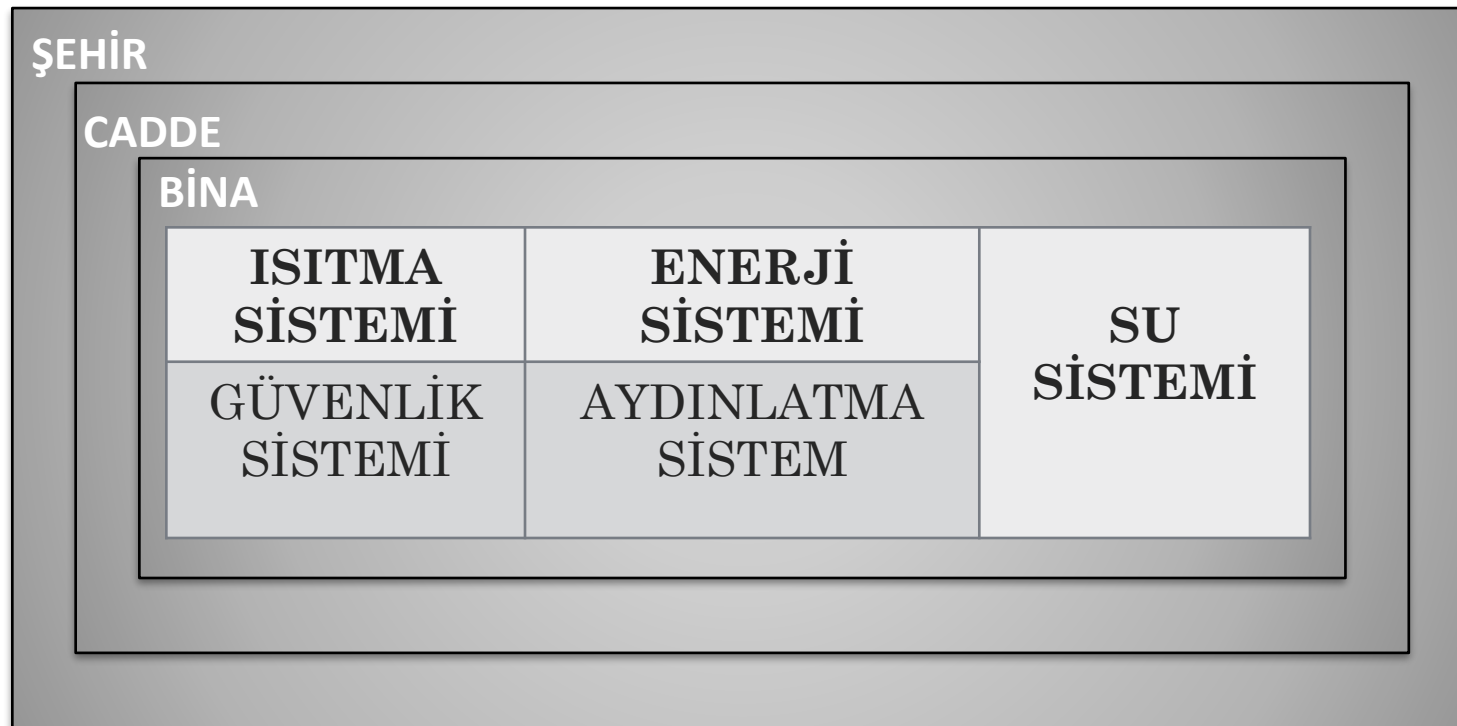 ŞEHİR
CADDE
BİNA
ISITMA
SİSTEMİ
ENERJİ
SİSTEMİ
SU
SİSTEMİ
GÜVENLİK
SİSTEMİ
AYDINLATMA
SİSTEM